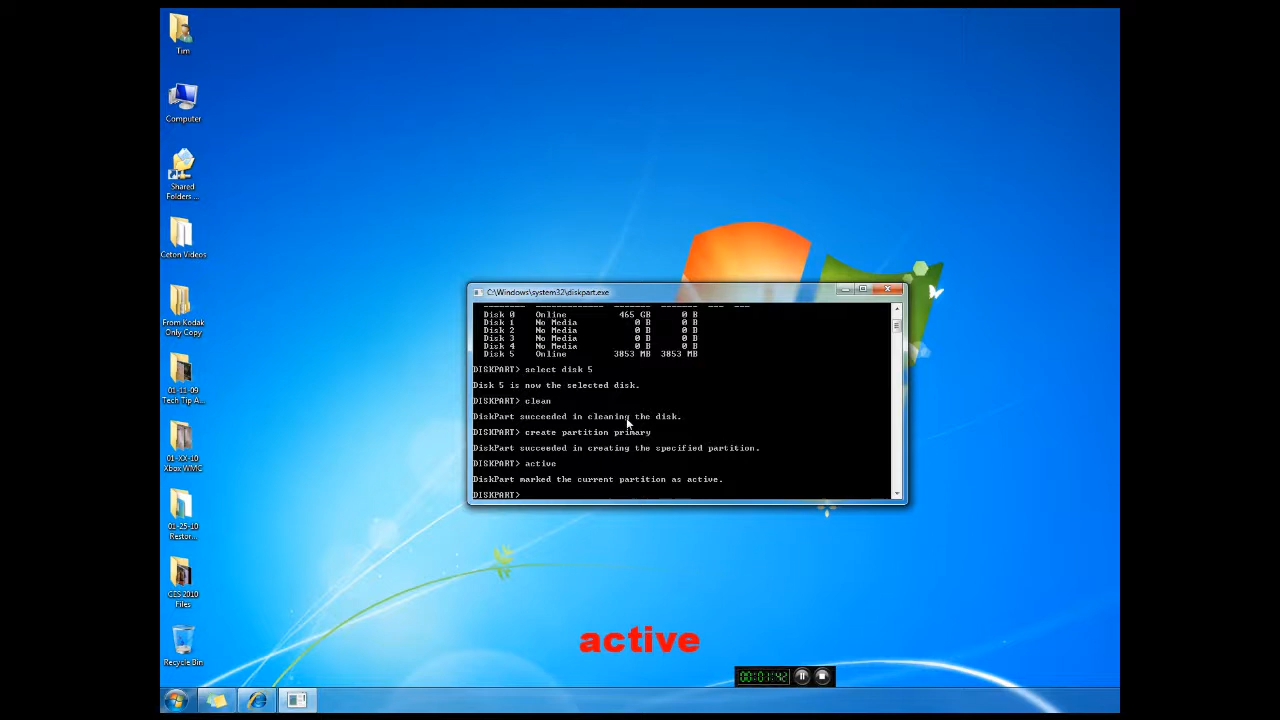 Tim
Computer
Shared
Folders ...
Ceton Videos
From Kodak
Only Copy
01-11-09
Tech Tip A...
01-XX-10
Xbox WMC
01-25-10
Restor...
CES 2010
Files
Recycle Bin
C:\Windows\system32\diskpart.exe
-------- ------------- ------- ------- --- ---
Disk 0 Online 465 GB 0 B
Disk 1 No Media 0 B 0 B
Disk 2 No Media 0 B 0 B
Disk 3 No Media 0 B 0 B
Disk 4 No Media 0 B 0 B
Disk 5 Online 3853 MB 3853 MB
DISKPART> select disk 5
Disk 5 is now the selected disk.
DISKPART> clean
DiskPart succeeded in cleaning the disk.
DISKPART> create partition primary
DiskPart succeeded in creating the specified partition.
DISKPART> active
DiskPart marked the current partition as active.
DISKPART>
active
00:01:42